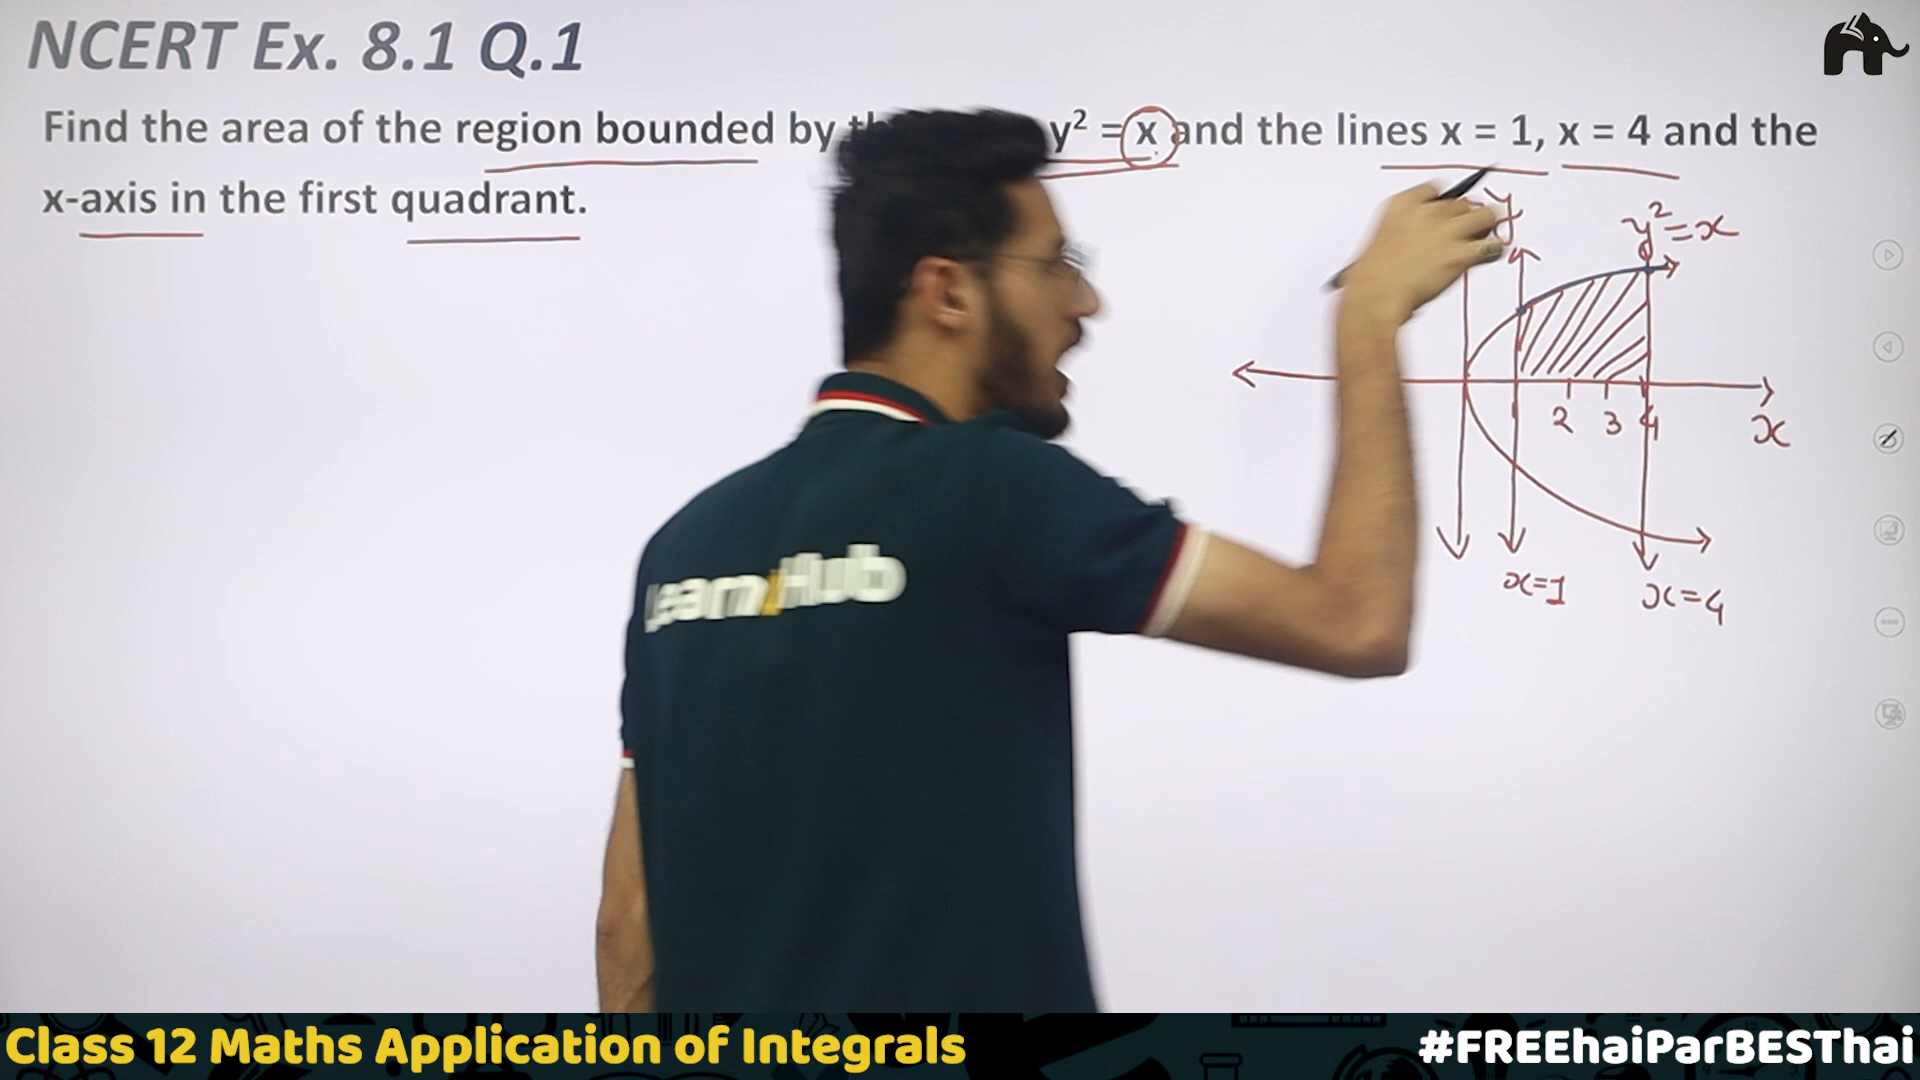 NCERT Ex. 8.1 Q.1
Find the area of the region bounded by y² = x and the lines x = 1, x = 4 and the
x-axis in the first quadrant.
y
y² = x
2 3 4
x
x=1
x=4
Learn Hub
Class 12 Maths Application of Integrals
#FREEhaiParBESThai